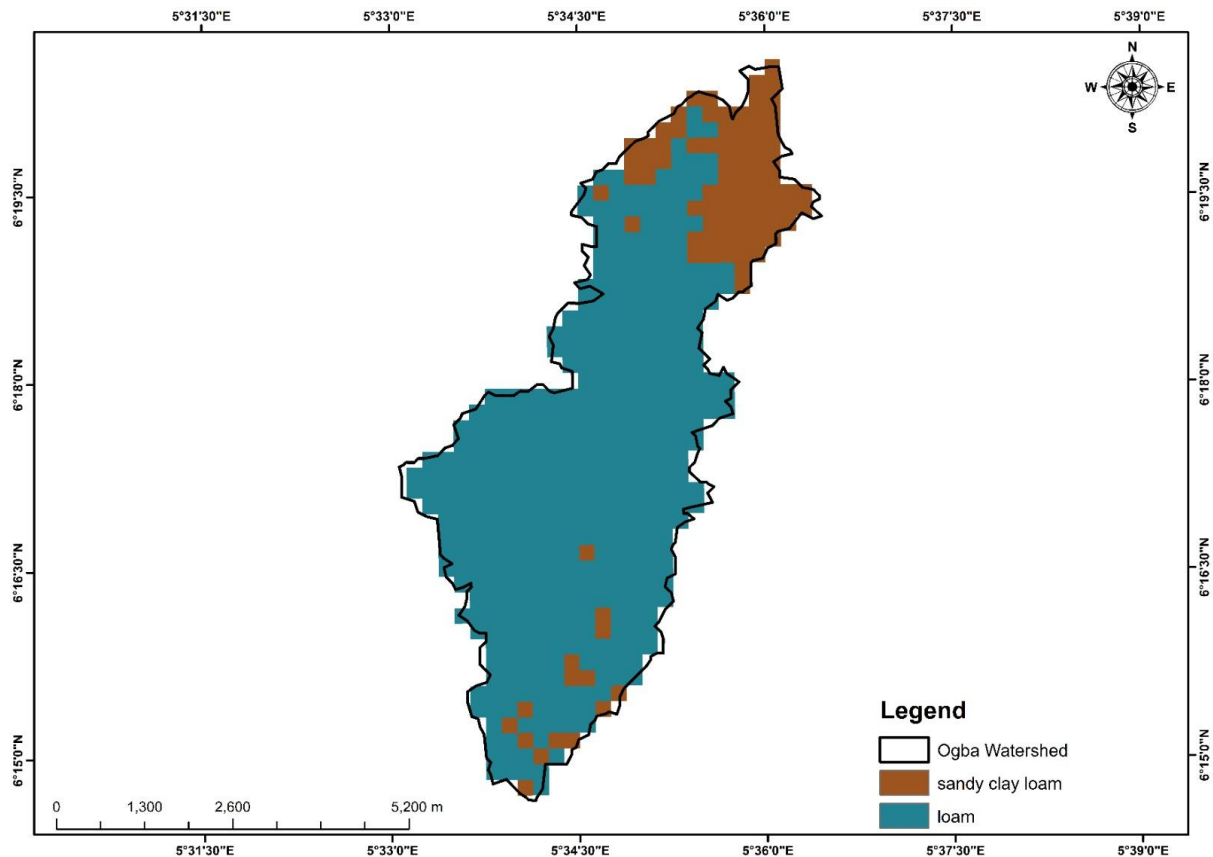 5°31'30"E 5°33'0"E 5°34'30"E 5°36'0"E 5°37'30"E 5°39'0"E
N
W E
S
6°19'30"N 6°19'30"N
6°18'0"N 6°18'0"N
6°16'30"N 6°16'30"N
6°15'0"N 6°15'0"N
Legend
Ogba Watershed
sandy clay loam
loam
0 1,300 2,600 5,200 m
5°31'30"E 5°33'0"E 5°34'30"E 5°36'0"E 5°37'30"E 5°39'0"E